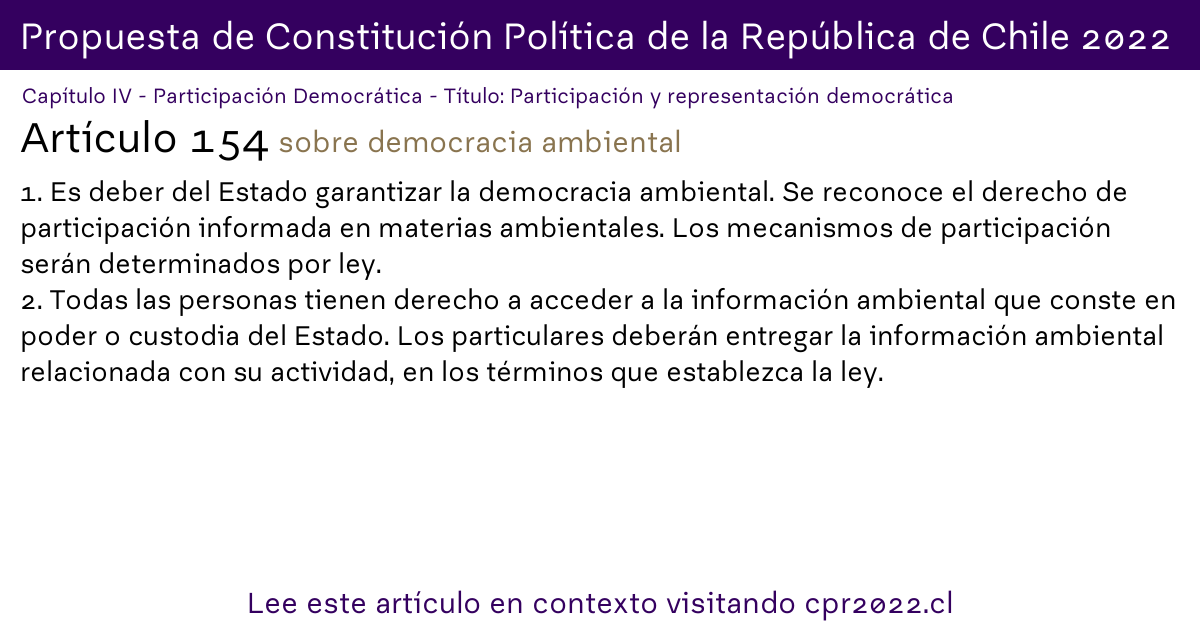 Propuesta de Constitución Política de la República de Chile 2022
Capítulo IV - Participación Democrática - Título: Participación y representación democrática
Artículo 154 sobre democracia ambiental
1. Es deber del Estado garantizar la democracia ambiental. Se reconoce el derecho de
participación informada en materias ambientales. Los mecanismos de participación
serán determinados por ley.
2. Todas las personas tienen derecho a acceder a la información ambiental que conste en
poder o custodia del Estado. Los particulares deberán entregar la información ambiental
relacionada con su actividad, en los términos que establezca la ley.
Lee este artículo en contexto visitando cpr2022.cl